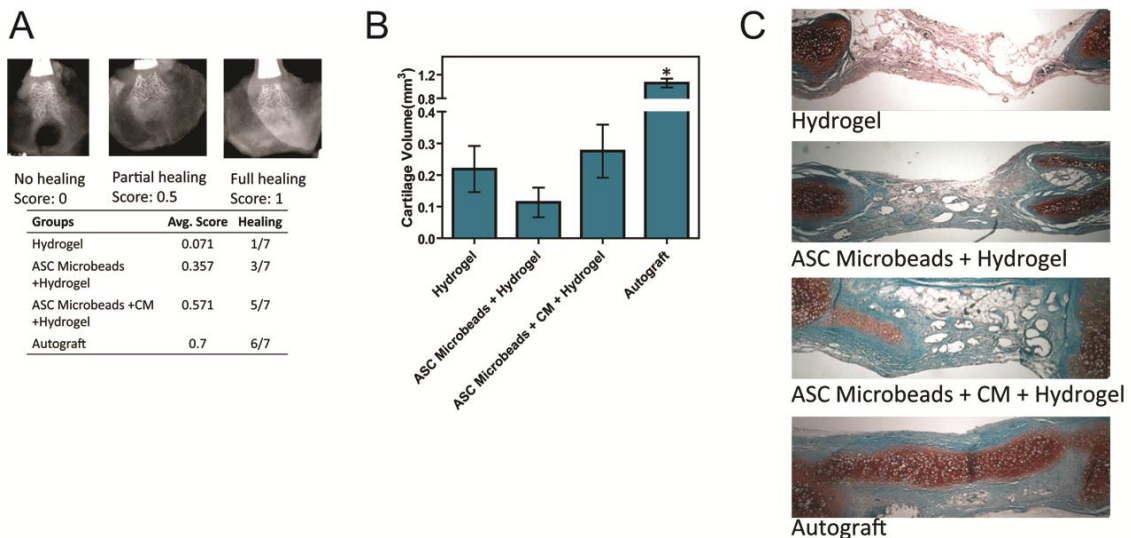 A
No healing
Score: 0
Partial healing
Score: 0.5
Full healing
Score: 1
Groups Avg. Score Healing
Hydrogel 0.071 1/7
ASC Microbeads
+Hydrogel 0.357 3/7
ASC Microbeads +CM
+Hydrogel 0.571 5/7
Autograft 0.7 6/7
B
Cartilage Volume(mm³)
1.2
0.8
0.4
0.3
0.2
0.1
0.0
*
Hydrogel
ASC Microbeads + Hydrogel
ASC Microbeads + CM + Hydrogel
Autograft
C
Hydrogel
ASC Microbeads + Hydrogel
ASC Microbeads + CM + Hydrogel
Autograft